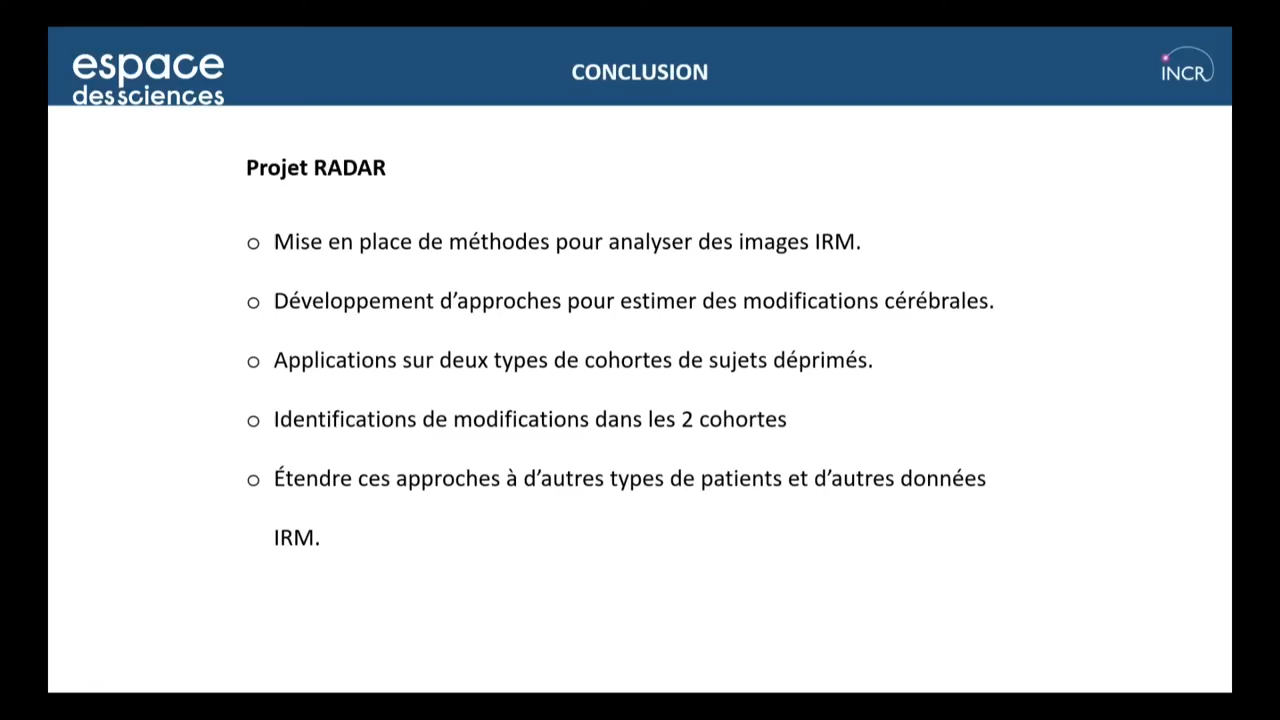 espace
des sciences
CONCLUSION
INCR
Projet RADAR
o Mise en place de méthodes pour analyser des images IRM.
o Développement d’approches pour estimer des modifications cérébrales.
o Applications sur deux types de cohortes de sujets déprimés.
o Identifications de modifications dans les 2 cohortes
o Étendre ces approches à d’autres types de patients et d’autres données
IRM.